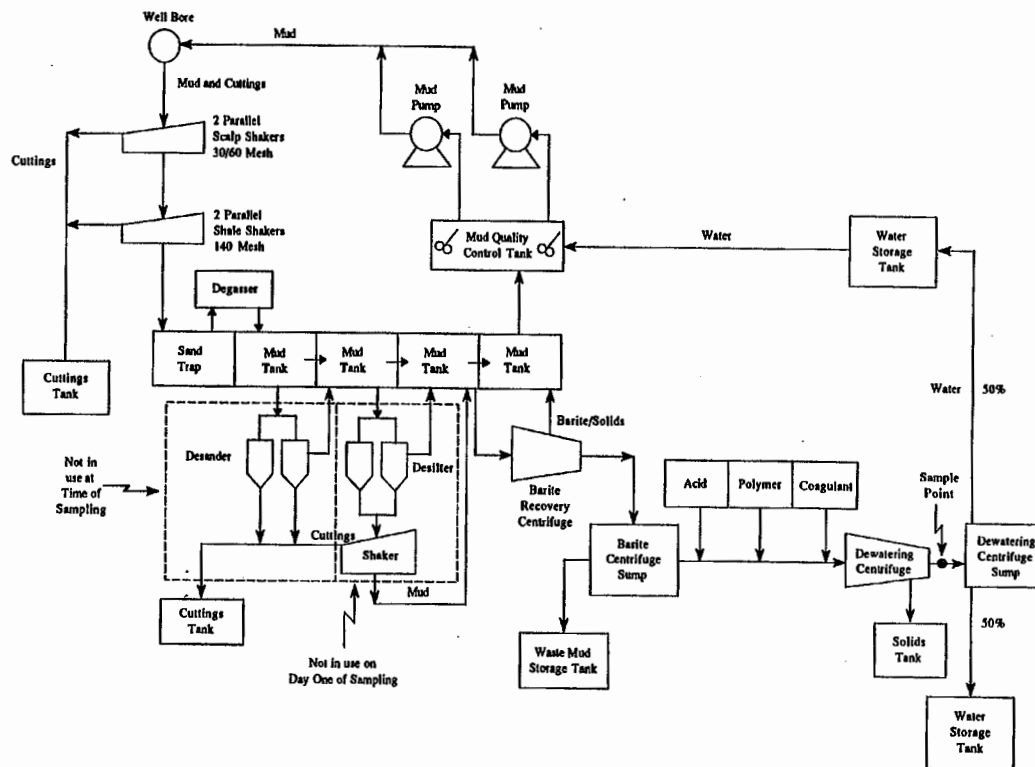 Well Bore
Mud
Mud and Cuttings
2 Parallel
Scalp Shakers
30/60 Mesh
Mud
Pump
Mud
Pump
Cuttings
2 Parallel
Shale Shakers
140 Mesh
Mud Quality
Control Tank
Water
Water
Storage
Tank
Degasser
Sand
Trap
Mud
Tank
Mud
Tank
Mud
Tank
Mud
Tank
Cuttings
Tank
Water
50%
Barite/Solids
Desander
Desilter
Not in
use at
Time of
Sampling
Barite
Recovery
Centrifuge
Acid
Polymer
Coagulant
Sample
Point
Cuttings
Shaker
Barite
Centrifuge
Sump
Dewatering
Centrifuge
Dewatering
Centrifuge
Sump
Mud
Cuttings
Tank
Not in use on
Day One of Sampling
Waste Mud
Storage Tank
Solids
Tank
50%
Water
Storage
Tank